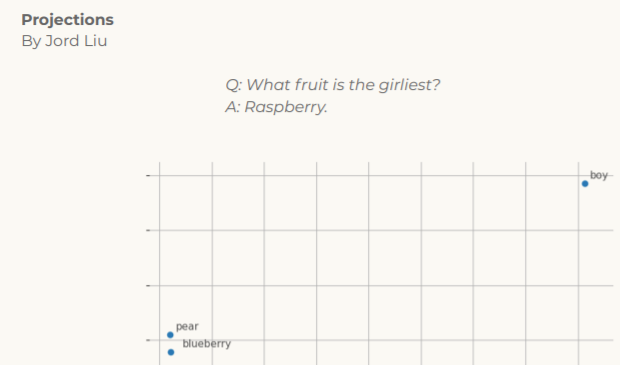 Projections
By Jord Liu
Q: What fruit is the girliest?
A: Raspberry.
boy
pear
blueberry